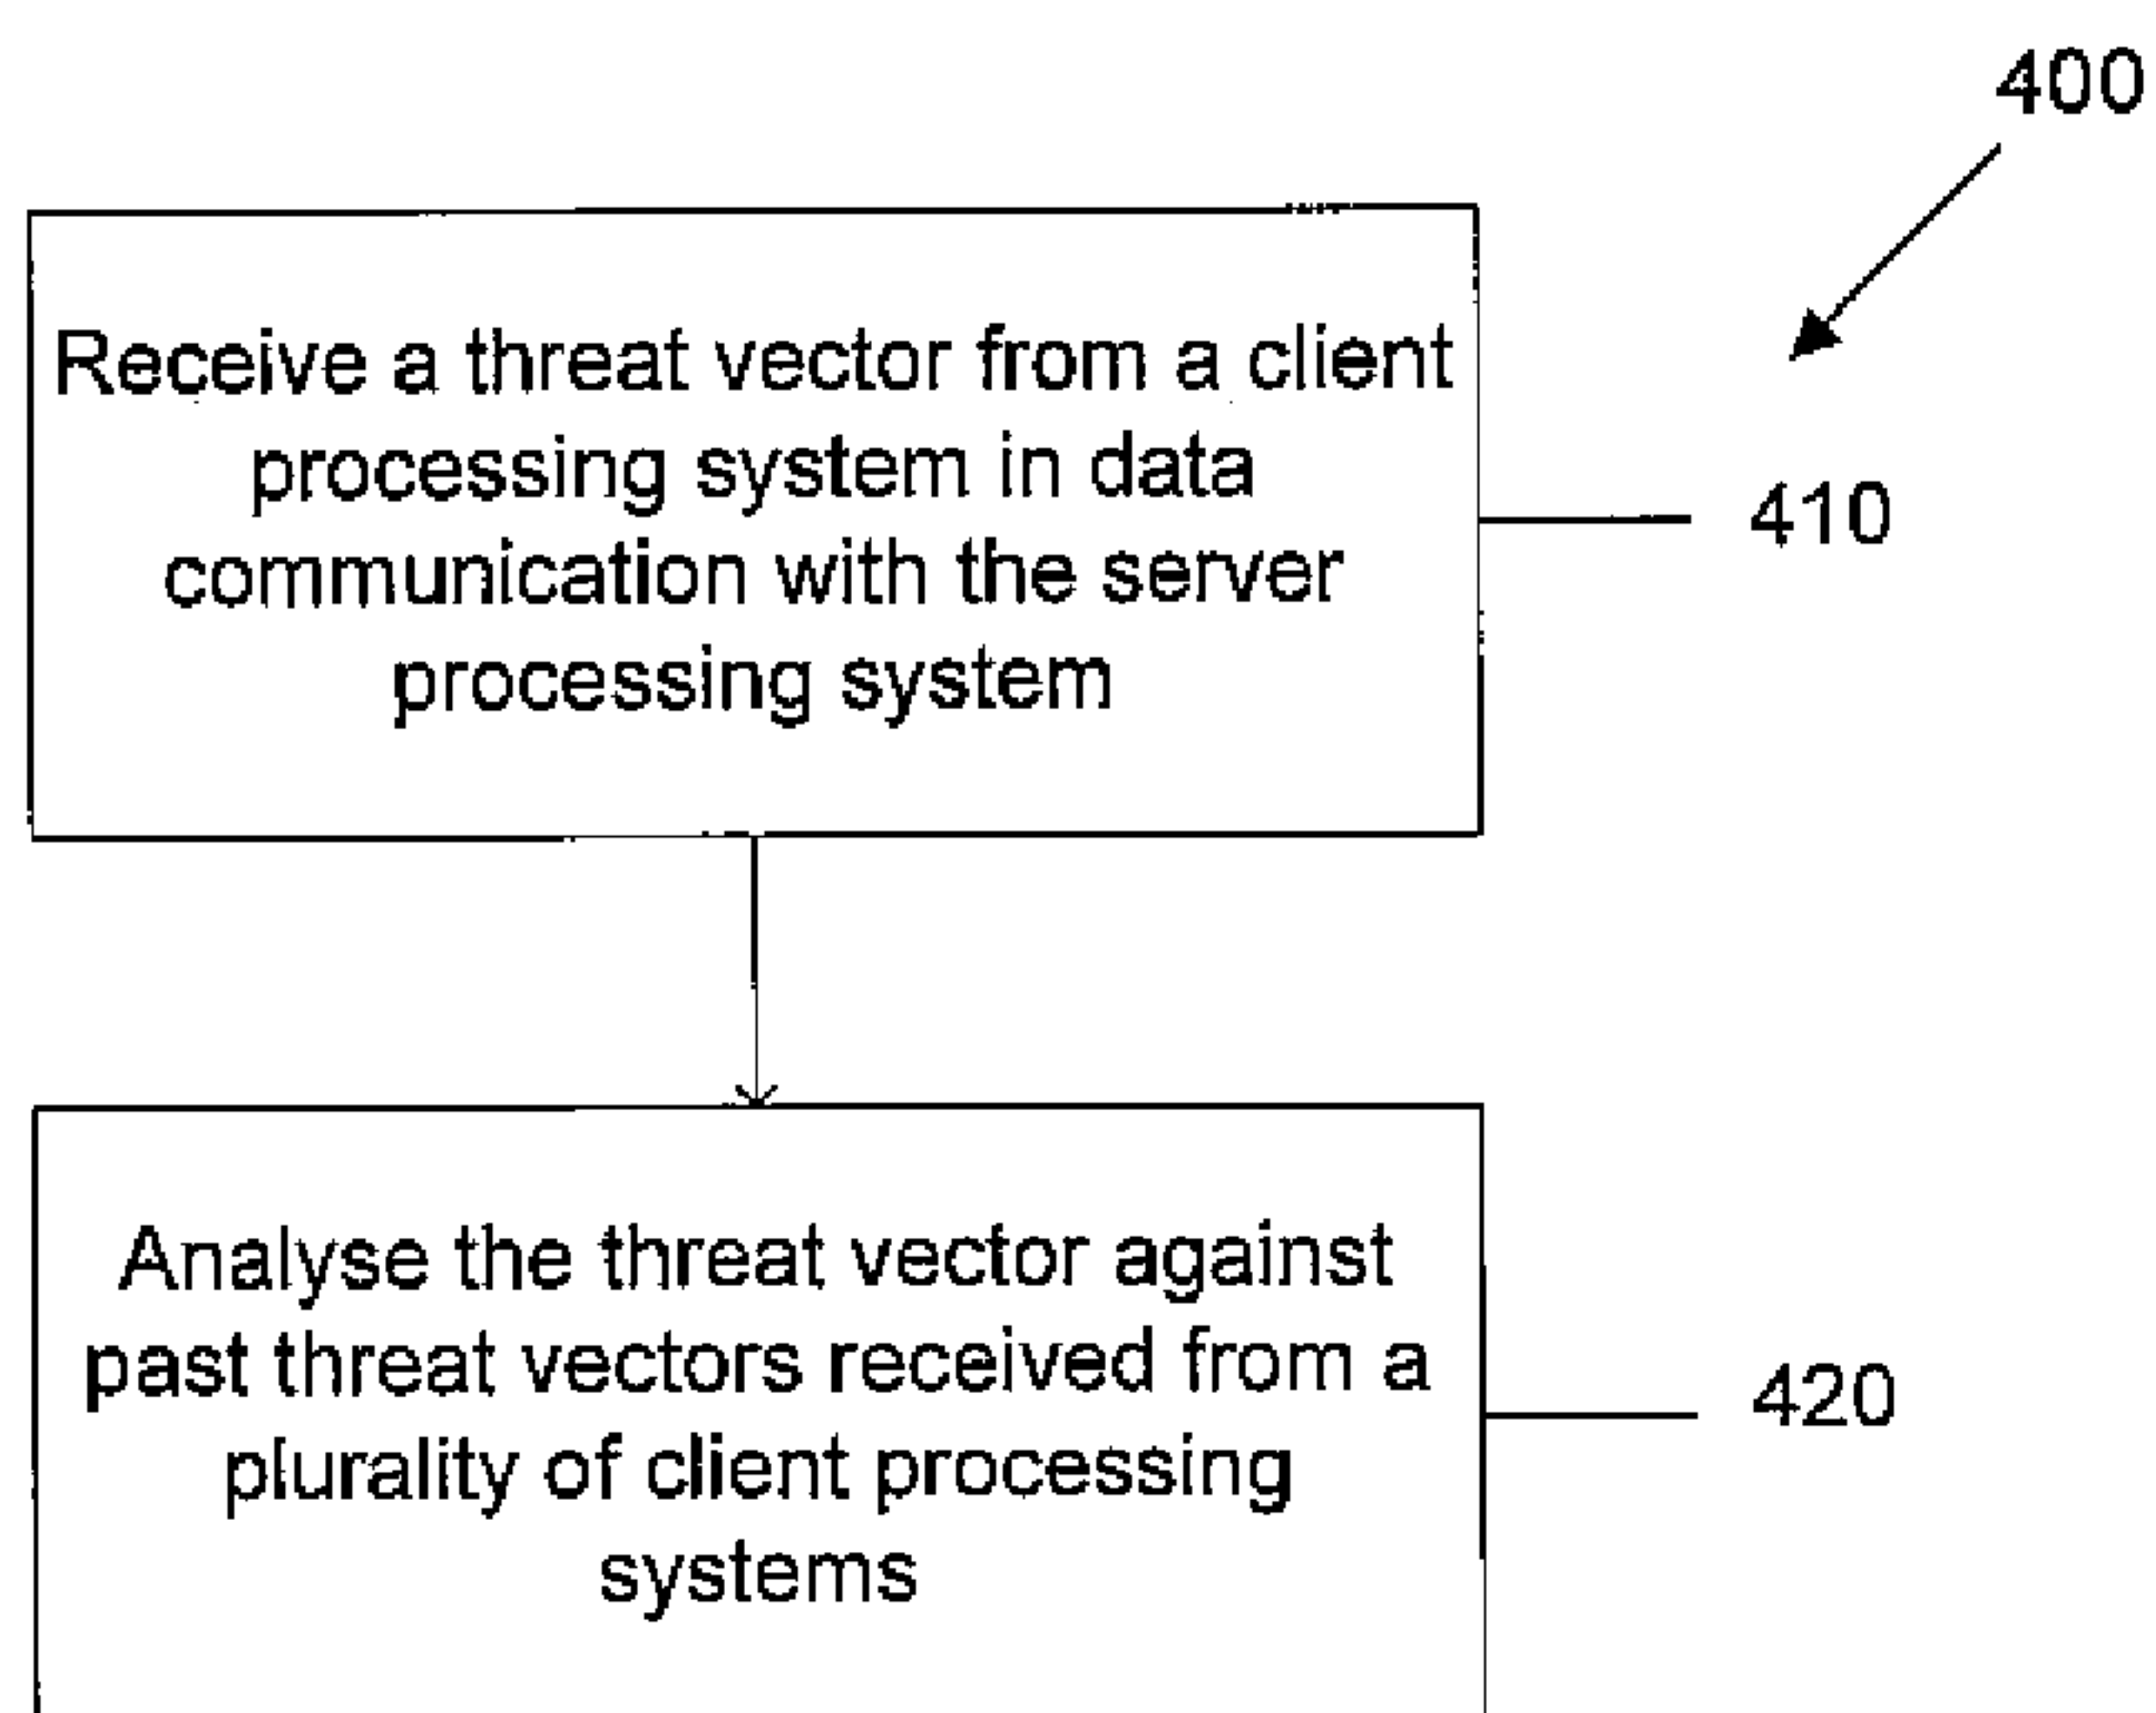 400
Receive a threat vector from a client
processing system in data
communication with the server
processing system
410
Analyse the threat vector against
past threat vectors received from a
plurality of client processing
systems
420